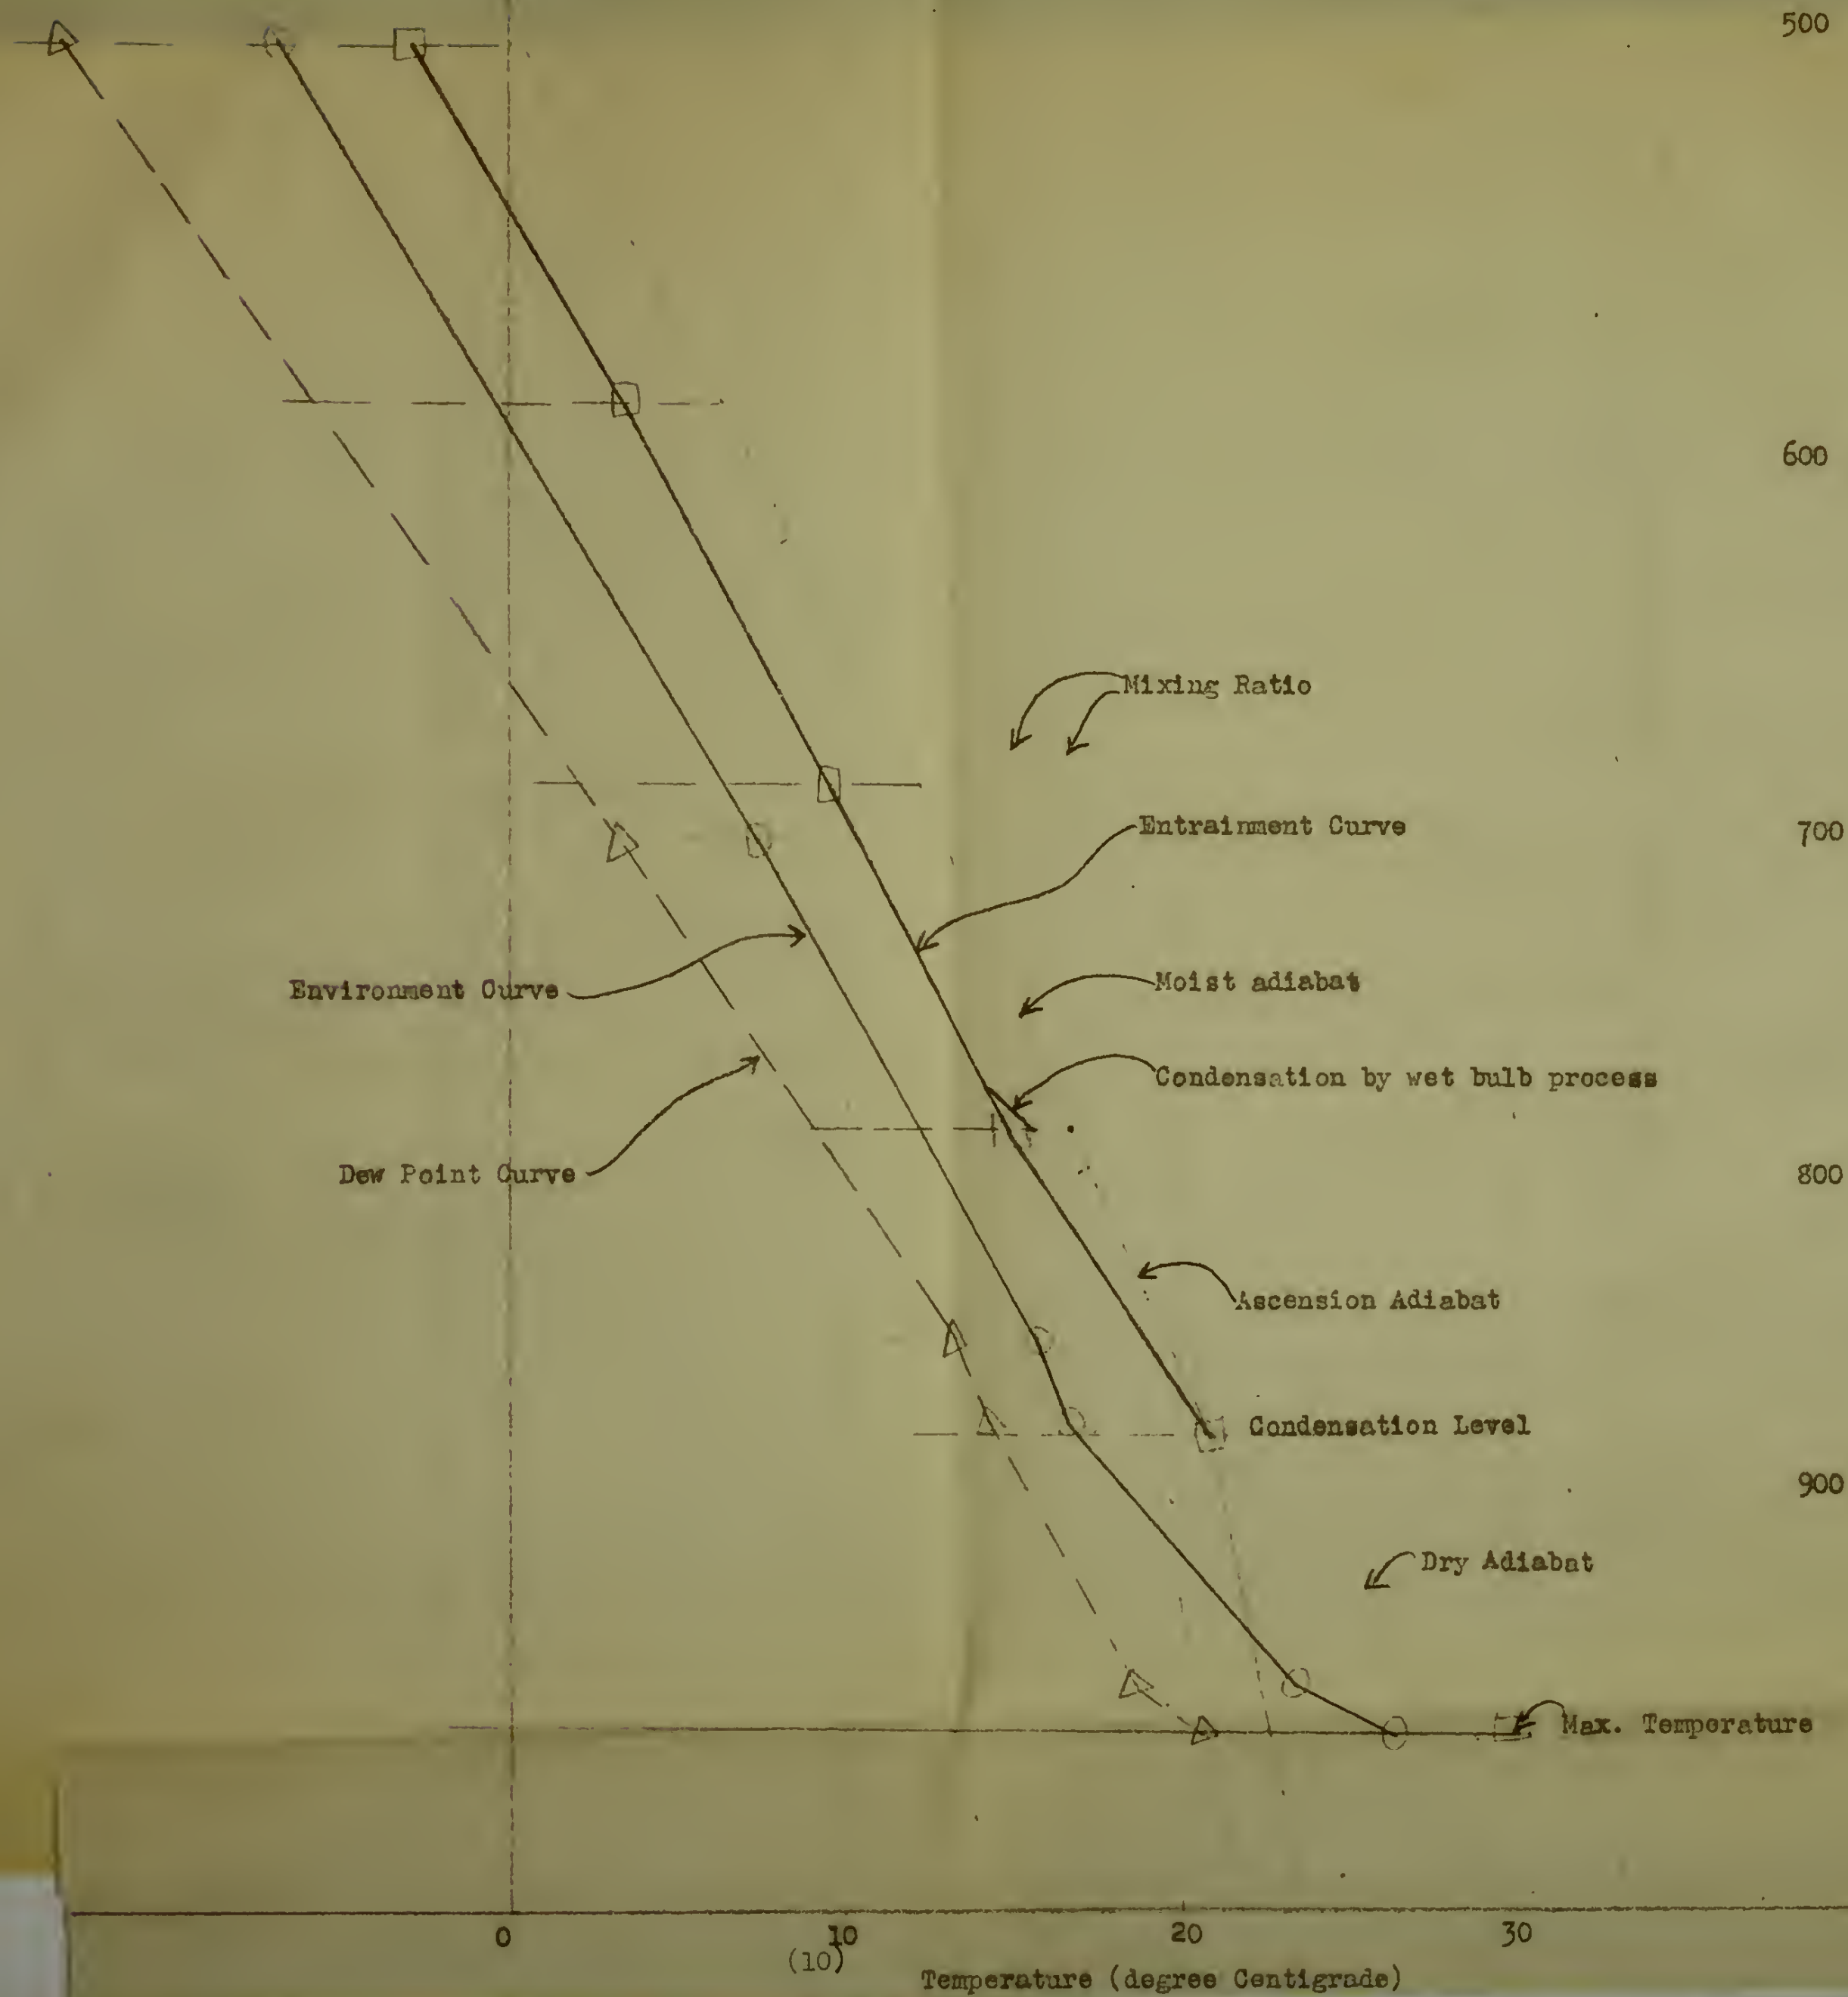 500
600
Mixing Ratio
Entrainment Curve
700
Environment Curve
Moist adiabat
Condensation by wet bulb process
Dew Point Curve
800
Ascension Adiabat
Condensation Level
900
Dry Adiabat
Max. Temperature
0 10 20 30
(10)
Temperature (degree Centigrade)